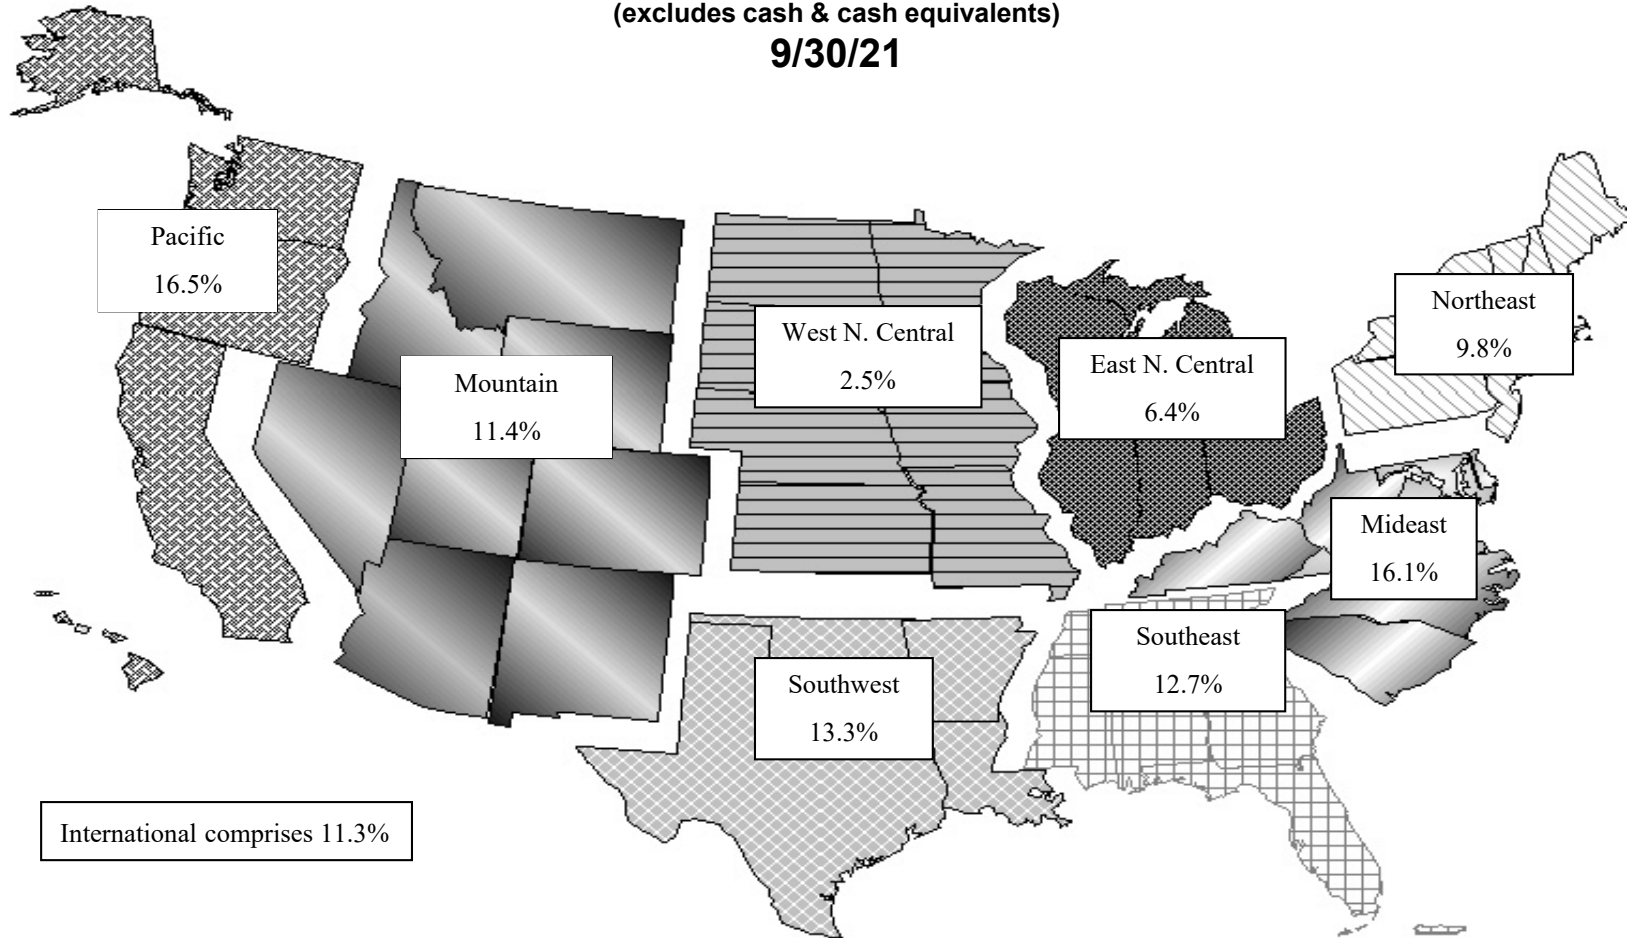 (excludes cash & cash equivalents)
9/30/21
Pacific
16.5%
Mountain
11.4%
West N. Central
2.5%
East N. Central
6.4%
Northeast
9.8%
Mideast
16.1%
Southeast
12.7%
Southwest
13.3%
International comprises 11.3%